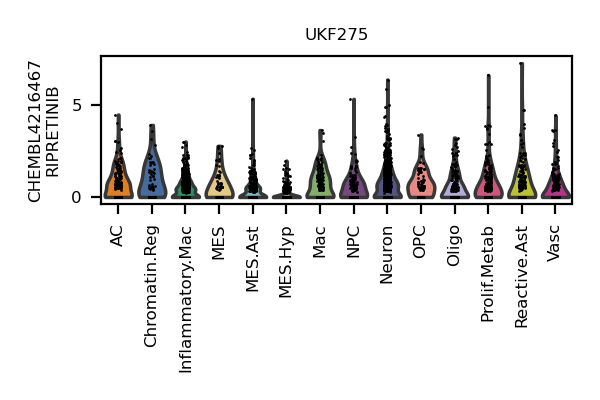 UKF275
CHEMBL4216467
RIPRETINIB
5
0
AC
Chromatin.Reg
Inflammatory.Mac
MES
MES.Ast
MES.Hyp
Mac
NPC
Neuron
OPC
Oligo
Prolif.Metab
Reactive.Ast
Vasc